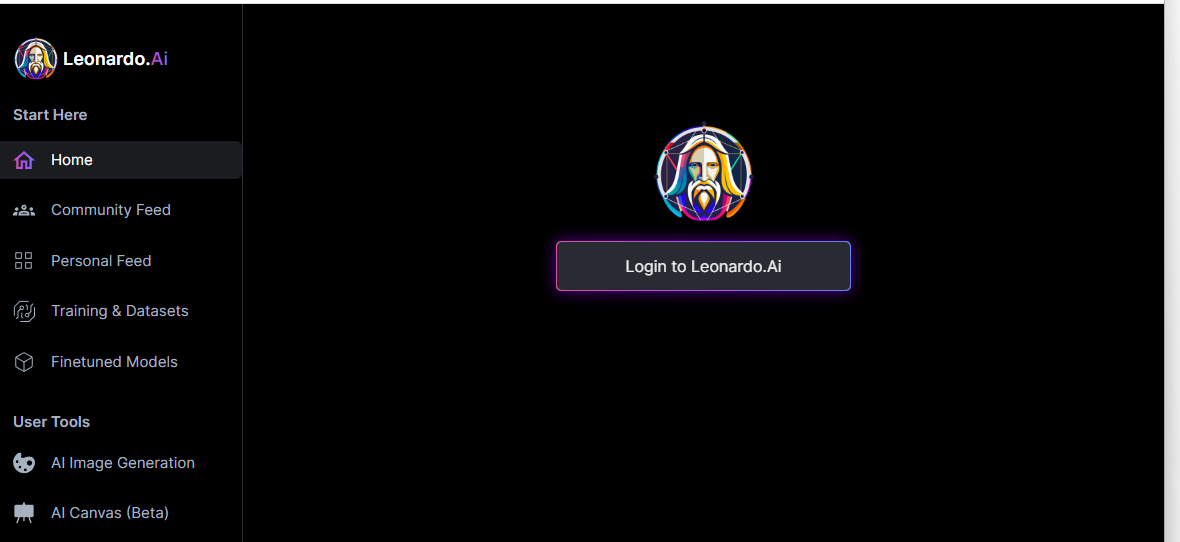 Leonardo.Ai
Start Here
Home
Community Feed
Personal Feed
Training & Datasets
Finetuned Models
User Tools
AI Image Generation
AI Canvas (Beta)
Login to Leonardo.Ai